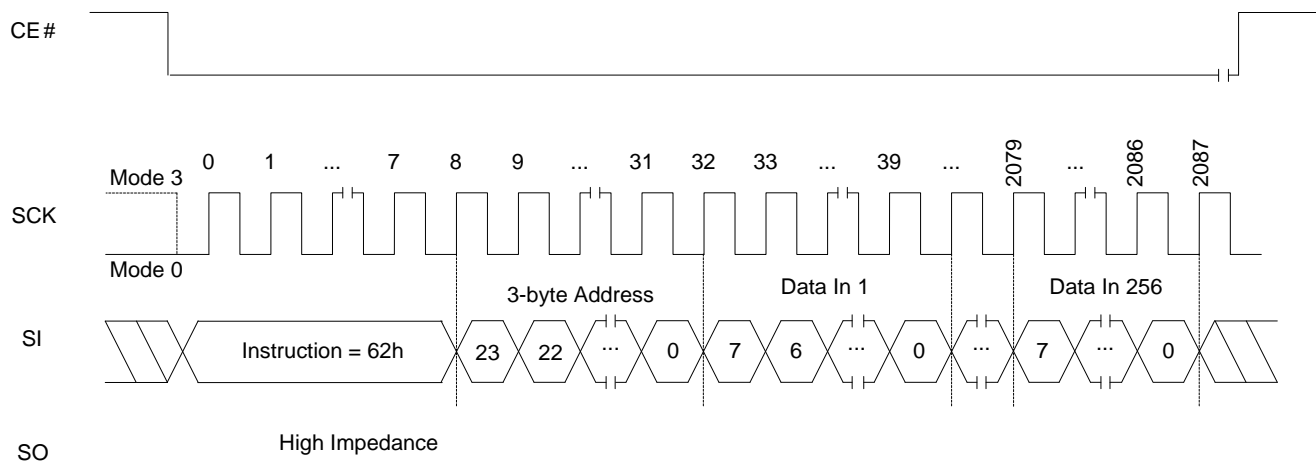 CE #
0 1 ... 7 8 9 ... 31 32 33 ... 39 ... 2079 ... 2086 2087
Mode 3
SCK
Mode 0
3-byte Address Data In 1 Data In 256
SI Instruction = 62h 23 22 ... 0 7 6 ... 0 ... 7 ... 0
High Impedance
SO